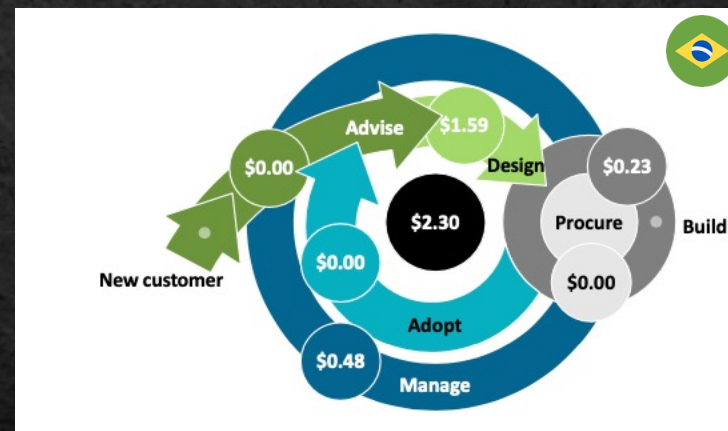 Advise
$1.59
$0.00
Design
$0.23
$2.30
Procure
Build
$0.00
New customer
$0.00
Adopt
$0.48
Manage